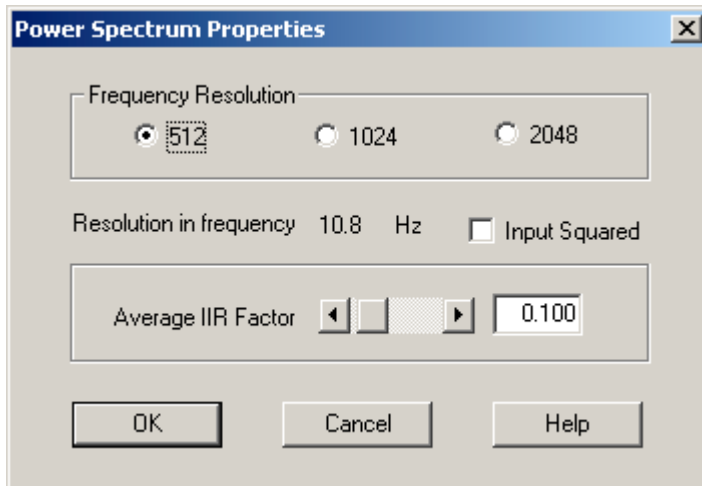 Power Spectrum Properties
Frequency Resolution
512 1024 2048
Resolution in frequency 10.8 Hz Input Squared
Average IIR Factor 0.100
OK Cancel Help